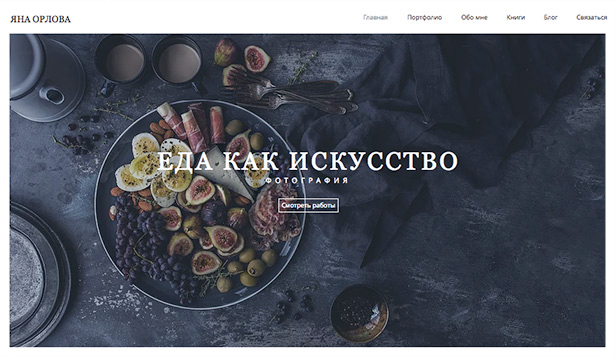 ЯНА ОРЛОВА
Главная Портфолио Обо мне Книги Блог Связаться
ЕДА КАК ИСКУССТВО
ФОТОГРАФИЯ
Смотреть работы